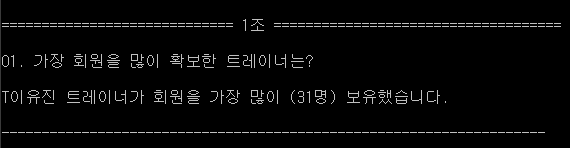 ============================= 1조 ====================================
01. 가장 회원을 많이 확보한 트레이너는?
T이유진 트레이너가 회원을 가장 많이 (31명) 보유했습니다.
--------------------------------------------------------------------